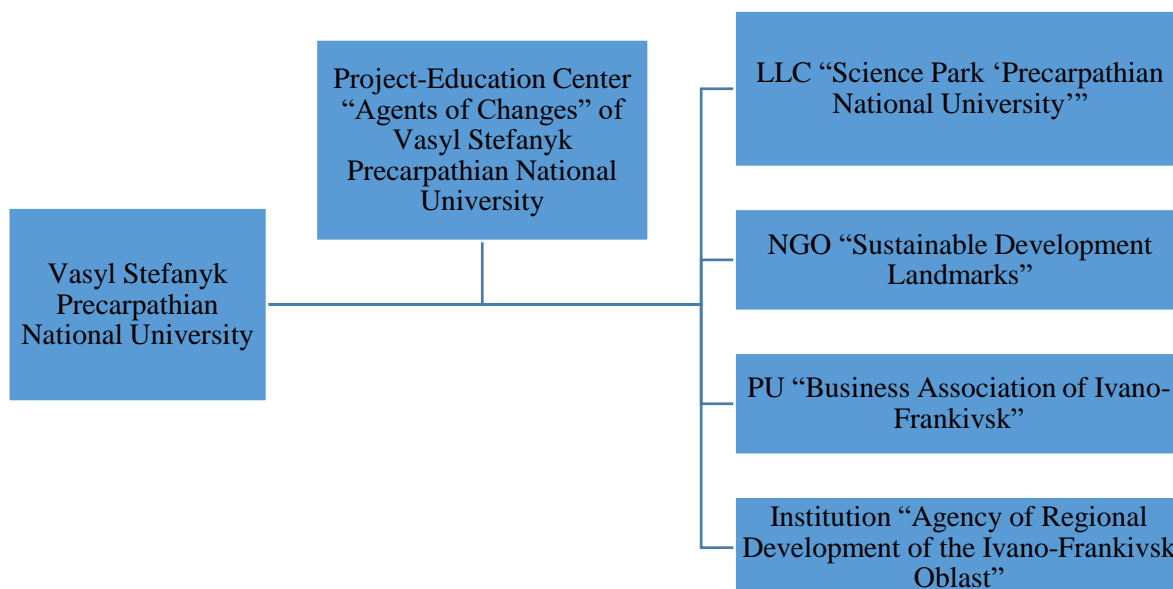 Vasyl Stefanyk
Precarpathian
National University
Project-Education Center
“Agents of Changes” of
Vasyl Stefanyk
Precarpathian National
University
LLC “Science Park ‘Precarpathian
National University’”
NGO “Sustainable Development
Landmarks”
PU “Business Association of Ivano-
Frankivsk”
Institution “Agency of Regional
Development of the Ivano-Frankivsk
Oblast”